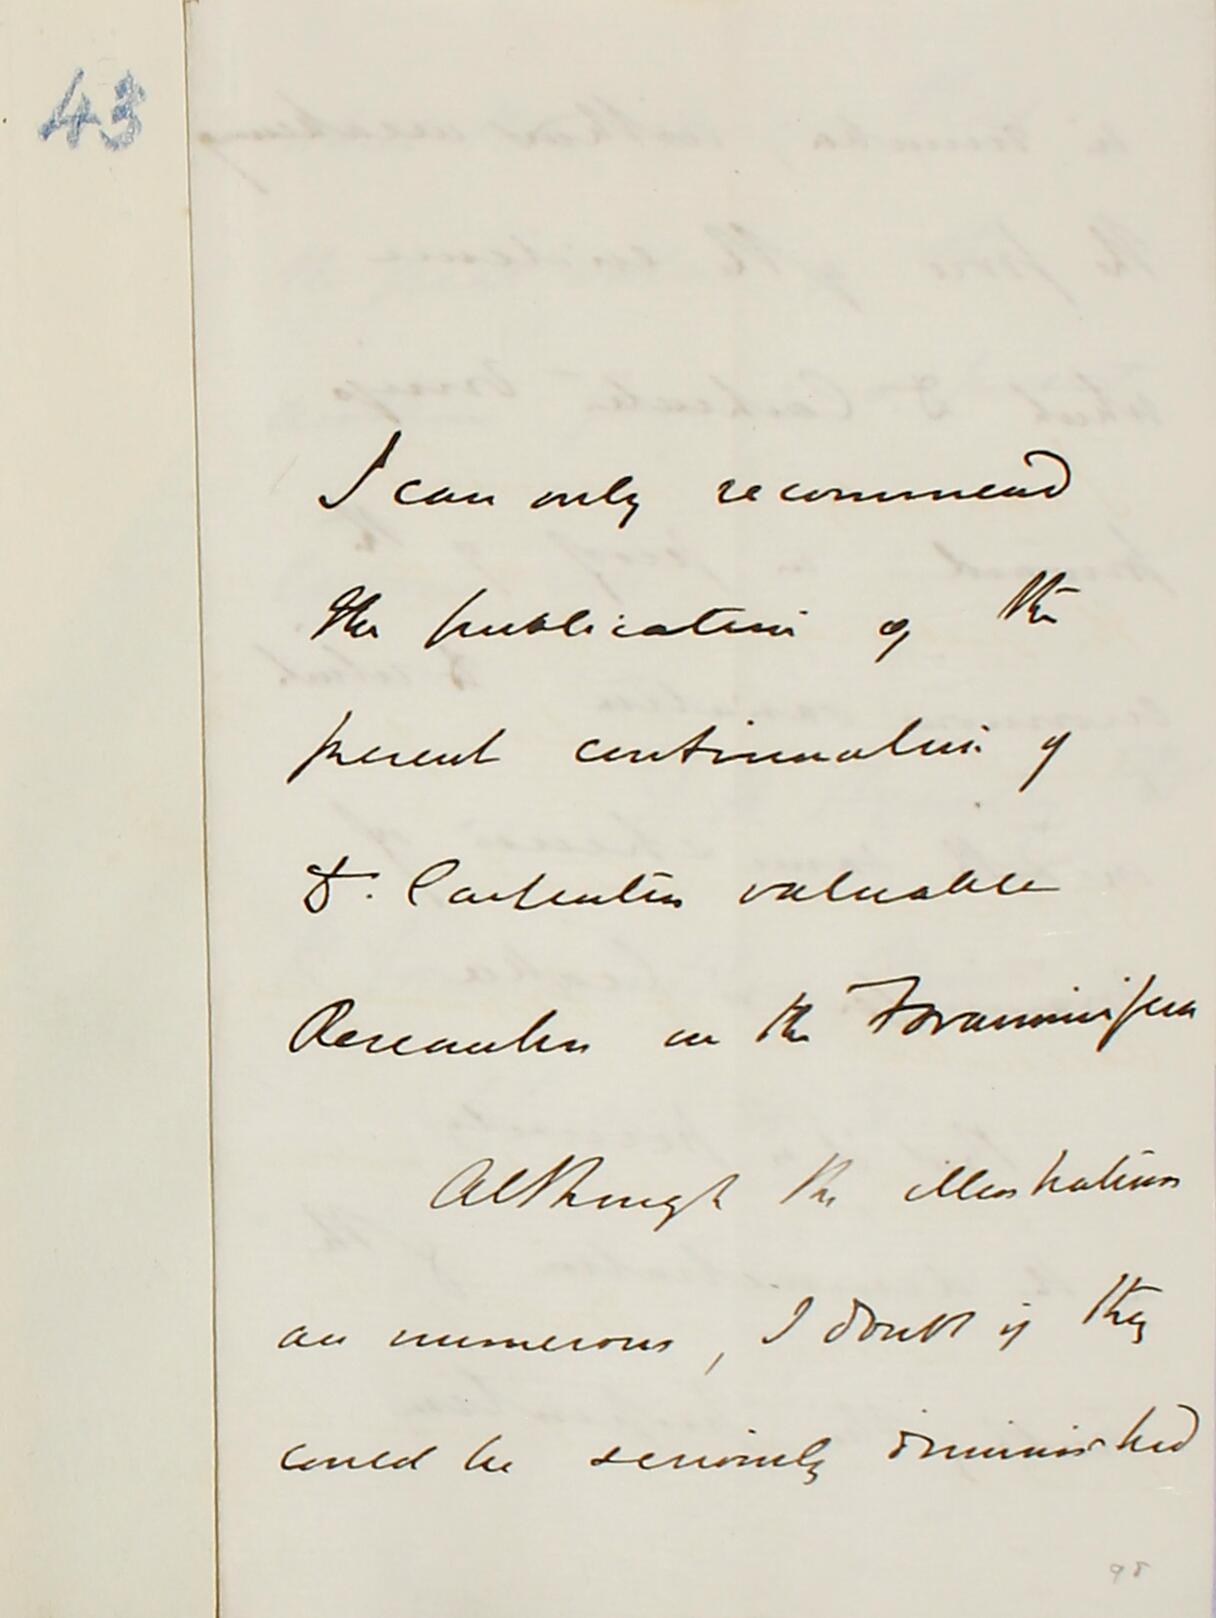 43
I can only recommend
the publication of the
present continuation of
Dr. Carpenters valuable
Researches on the Foraminifera
Although the illustrations
are numerous, I doubt if they
could be seriously diminished
98